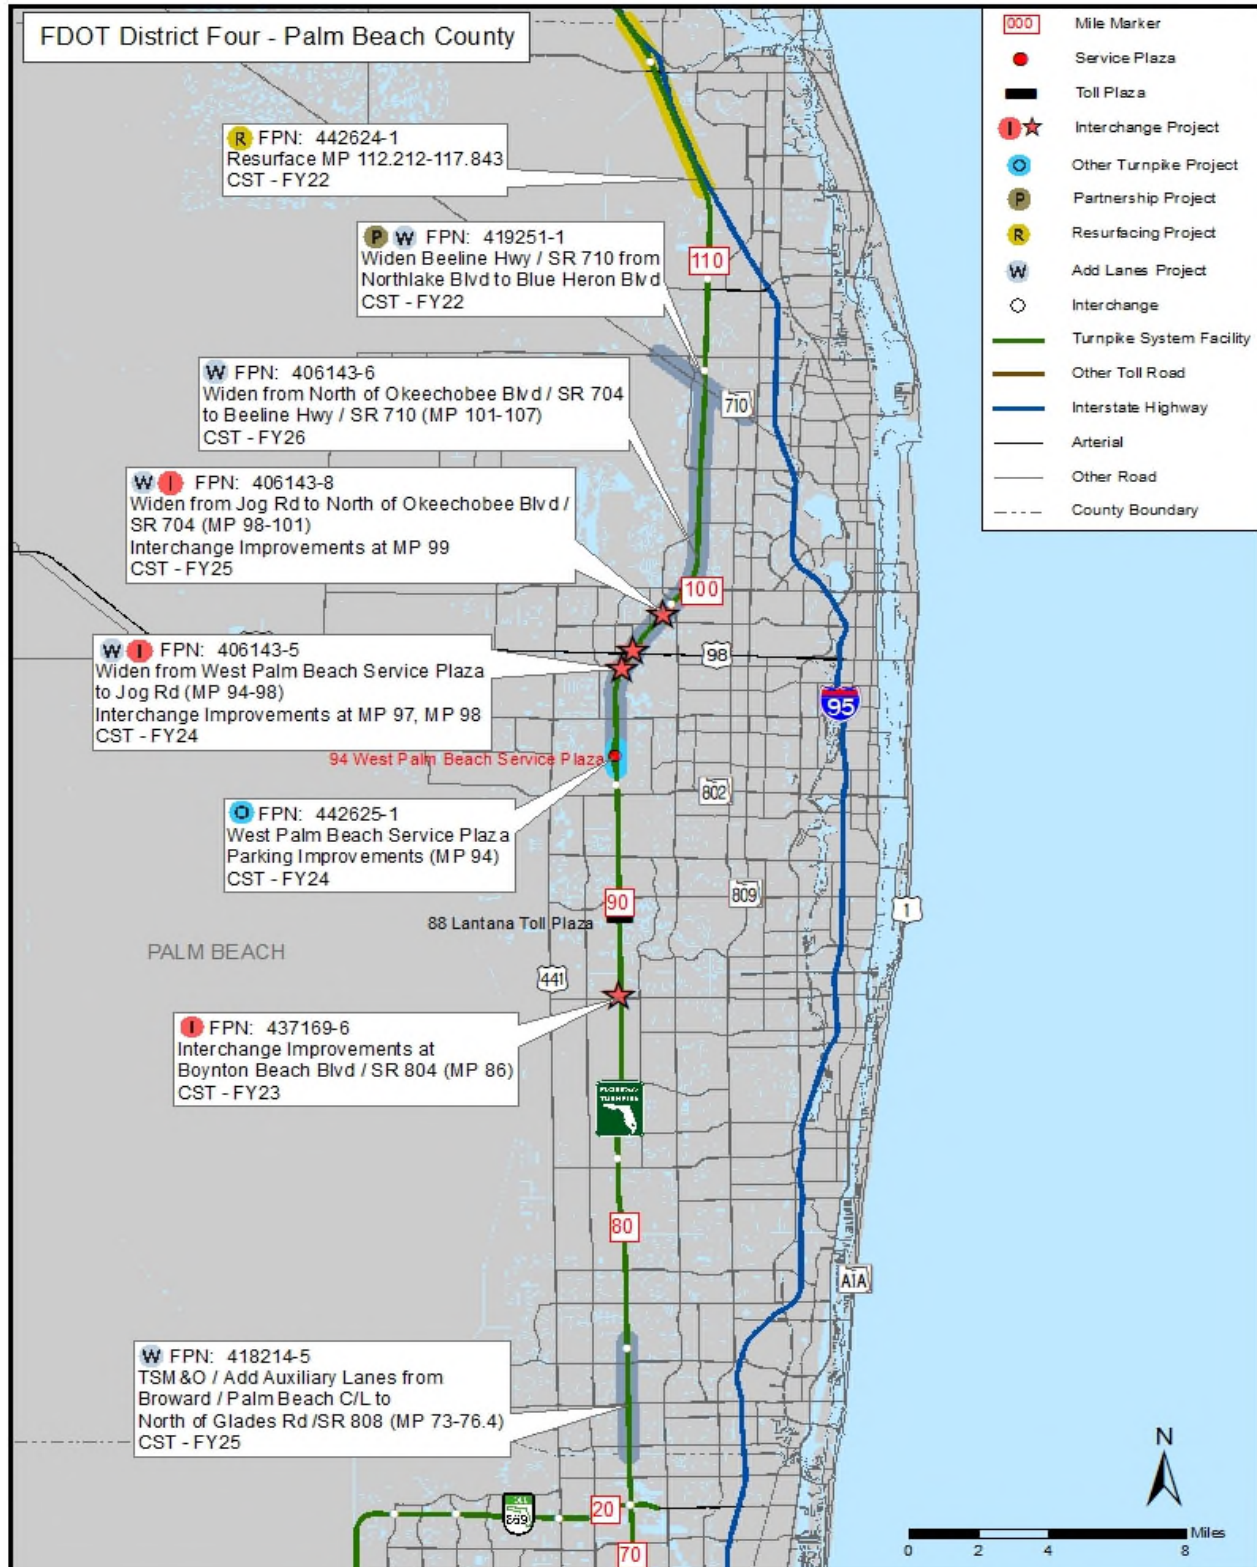 FDOT District Four - Palm Beach County
000 Mile Marker
Service Plaza
Toll Plaza
I Interchange Project
O Other Turnpike Project
P Partnership Project
R Resurfacing Project
W Add Lanes Project
Interchange
Turnpike System Facility
Other Toll Road
Interstate Highway
Arterial
Other Road
County Boundary
R FPN: 442624-1
Resurface MP 112.212-117.843
CST - FY22
P W FPN: 419251-1
Widen Beeline Hwy / SR 710 from
Northlake Blvd to Blue Heron Blvd
CST - FY22
110
W FPN: 406143-6
Widen from North of Okeechobee Blvd / SR 704
to Beeline Hwy / SR 710 (MP 101-107)
CST - FY26
710
W I FPN: 406143-8
Widen from Jog Rd to North of Okeechobee Blvd /
SR 704 (MP 98-101)
Interchange Improvements at MP 99
CST - FY25
100
W I FPN: 406143-5
Widen from West Palm Beach Service Plaza
to Jog Rd (MP 94-98)
Interchange Improvements at MP 97, MP 98
CST - FY24
98
95
94 West Palm Beach Service Plaza
802
O FPN: 442625-1
West Palm Beach Service Plaza
Parking Improvements (MP 94)
CST - FY24
809
90
1
88 Lantana Toll Plaza
PALM BEACH
441
I FPN: 437169-6
Interchange Improvements at
Boynton Beach Blvd / SR 804 (MP 86)
CST - FY23
FLORIDA'S
TURNPIKE
80
A1A
W FPN: 418214-5
TSM&O / Add Auxiliary Lanes from
Broward / Palm Beach C/L to
North of Glades Rd /SR 808 (MP 73-76.4)
CST - FY25
N
869
20
70
Miles
0 2 4 8